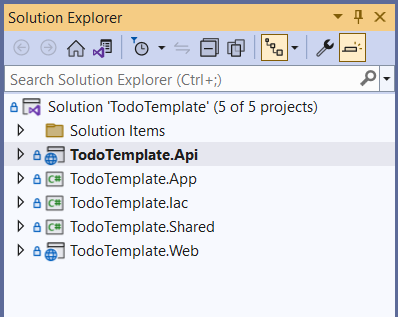 Solution Explorer
Search Solution Explorer (Ctrl+;)
Solution 'TodoTemplate' (5 of 5 projects)
Solution Items
TodoTemplate.Api
C# TodoTemplate.App
C# TodoTemplate.Iac
C# TodoTemplate.Shared
TodoTemplate.Web